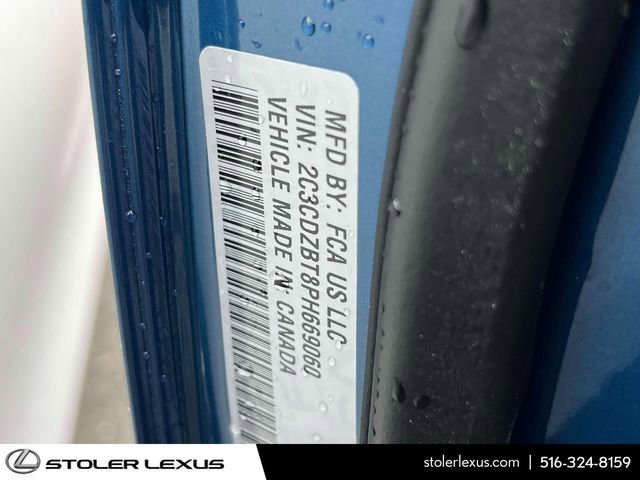 MFD BY: FCA US LLC
VIN: 2C3CDZBT8PH669060
VEHICLE MADE IN: CANADA
STOLER LEXUS
stolerlexus.com | 516-324-8159